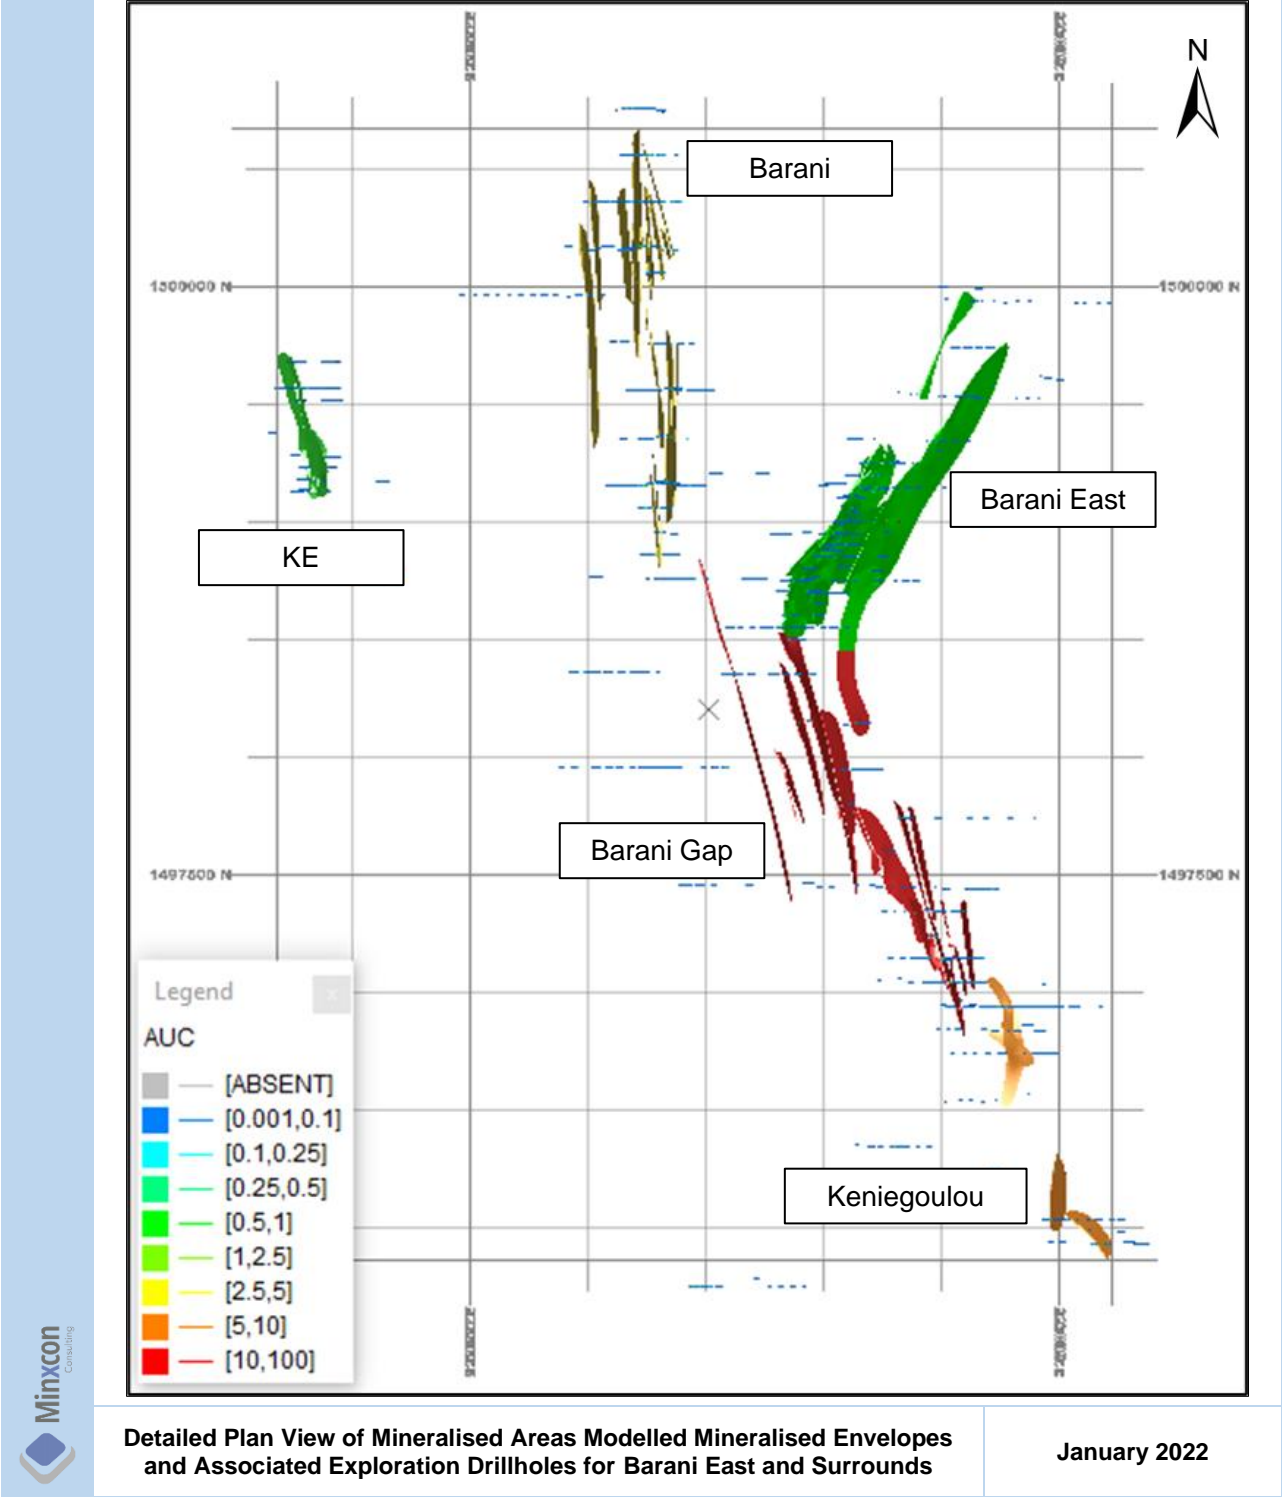 N
Barani
1500000 N
1500000 N
Barani East
KE
Barani Gap
1497500 N
1497500 N
Keniegoulou
Legend
x
AUC
[ABSENT]
[0.001,0.1]
[0.1,0.25]
[0.25,0.5]
[0.5,1]
[1,2.5]
[2.5,5]
[5,10]
[10,100]
Minxcon
Consulting
Detailed Plan View of Mineralised Areas Modelled Mineralised Envelopes
and Associated Exploration Drillholes for Barani East and Surrounds
January 2022